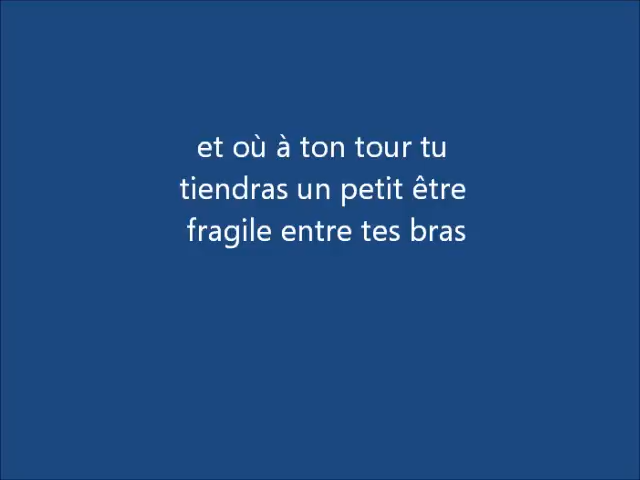 et où à ton tour tu
tiendras un petit être
fragile entre tes bras